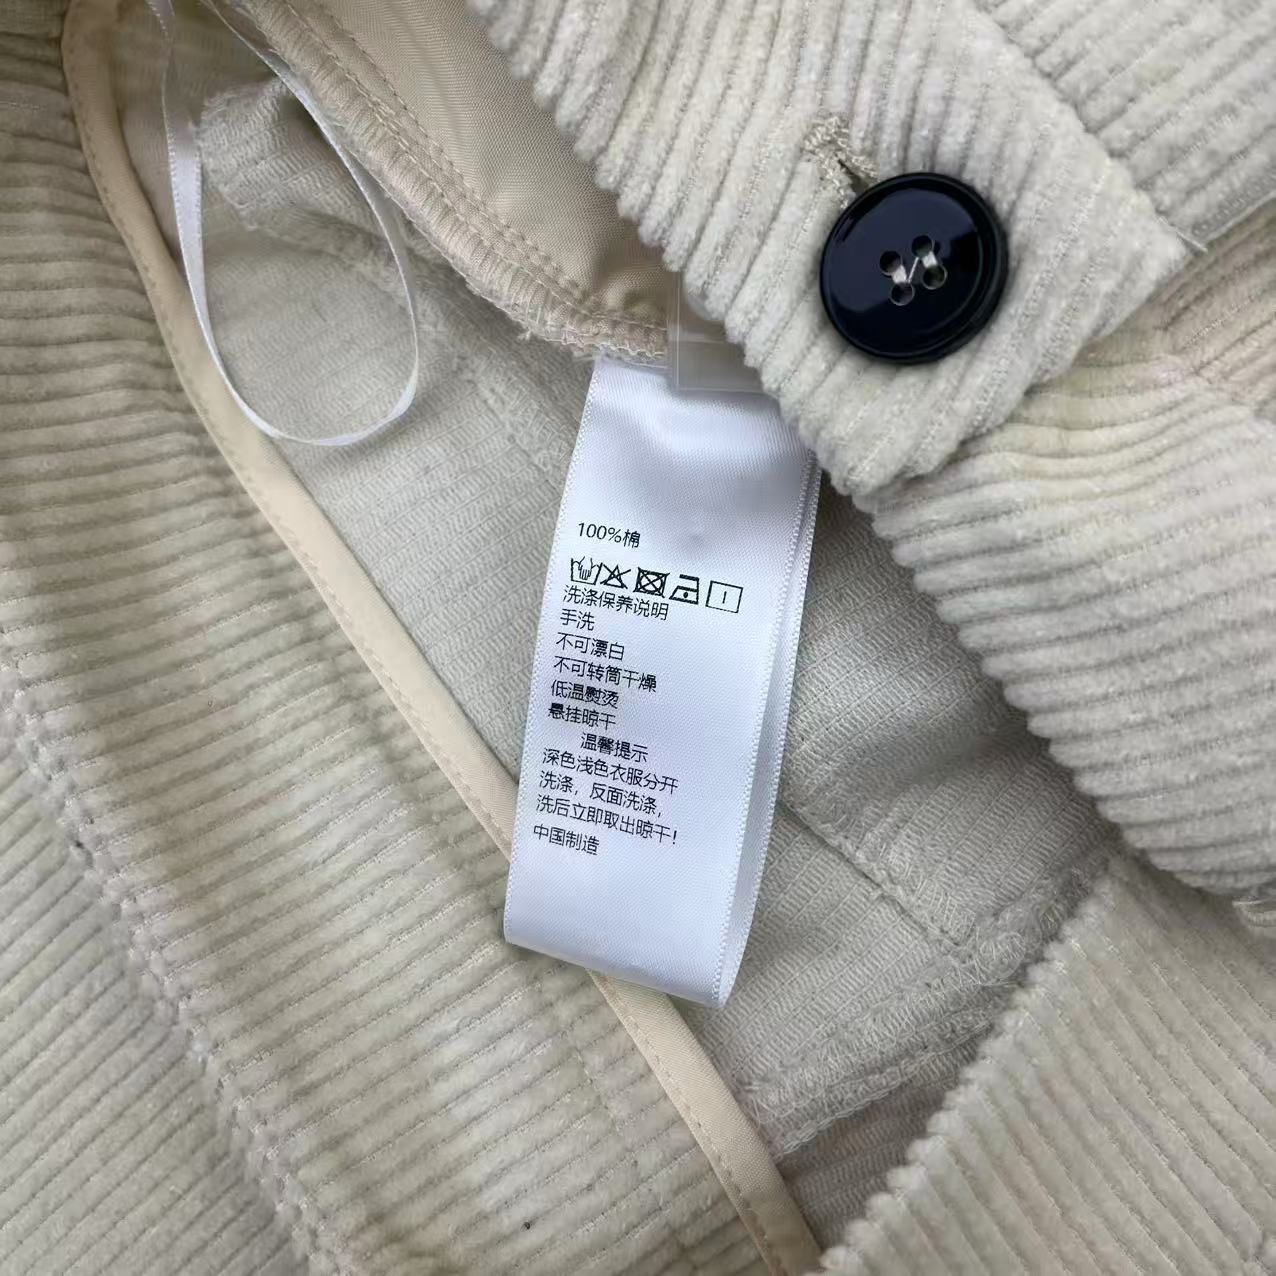 100%棉
洗涤保养说明
手洗
不可漂白
不可转筒干燥
低温熨烫
悬挂晾干
温馨提示
深色浅色衣服分开
洗涤，反面洗涤，
洗后立即取出晾干！
中国制造